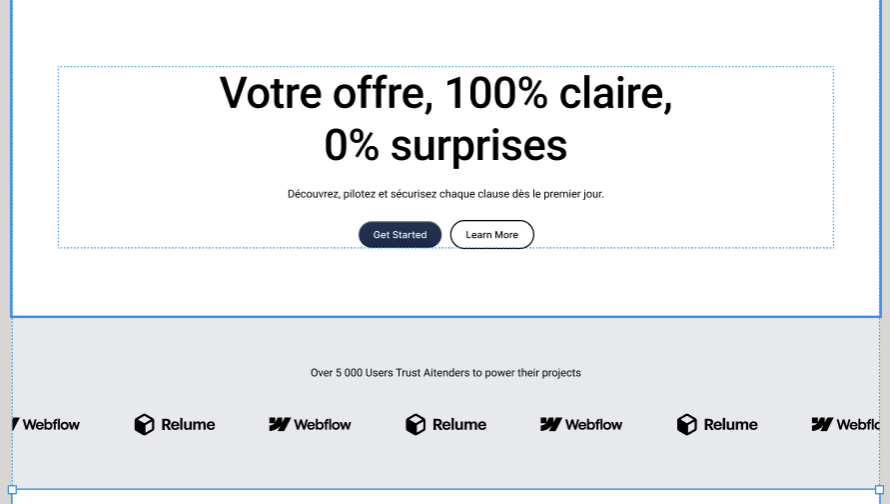 Votre offre, 100% claire,
0% surprises
Découvrez, pilotez et sécurisez chaque clause dès le premier jour.
Get Started Learn More
Over 5 000 Users Trust Aitenders to power their projects
Webflow Relume Webflow Relume Webflow Relume Webflo